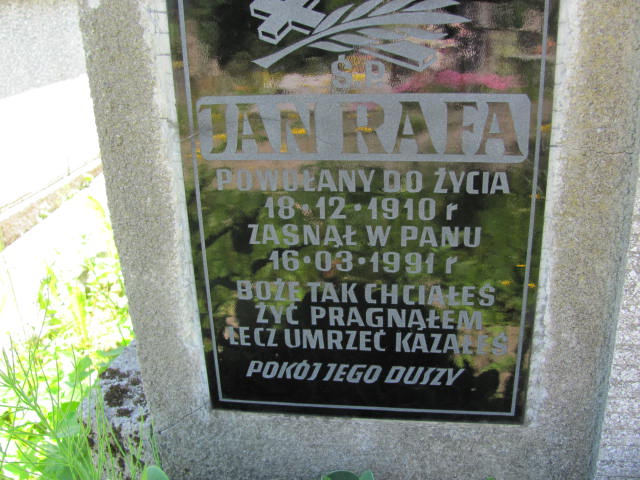 Ś P
JAN RAFA
POWOŁANY DO ŻYCIA
18·12·1910 r
ZASNĄŁ W PANU
16·03·1991 r
BOŻE TAK CHCIAŁEŚ
ŻYĆ PRAGNĄŁEM
LECZ UMRZEĆ KAZAŁEŚ
POKÓJ JEGO DUSZY